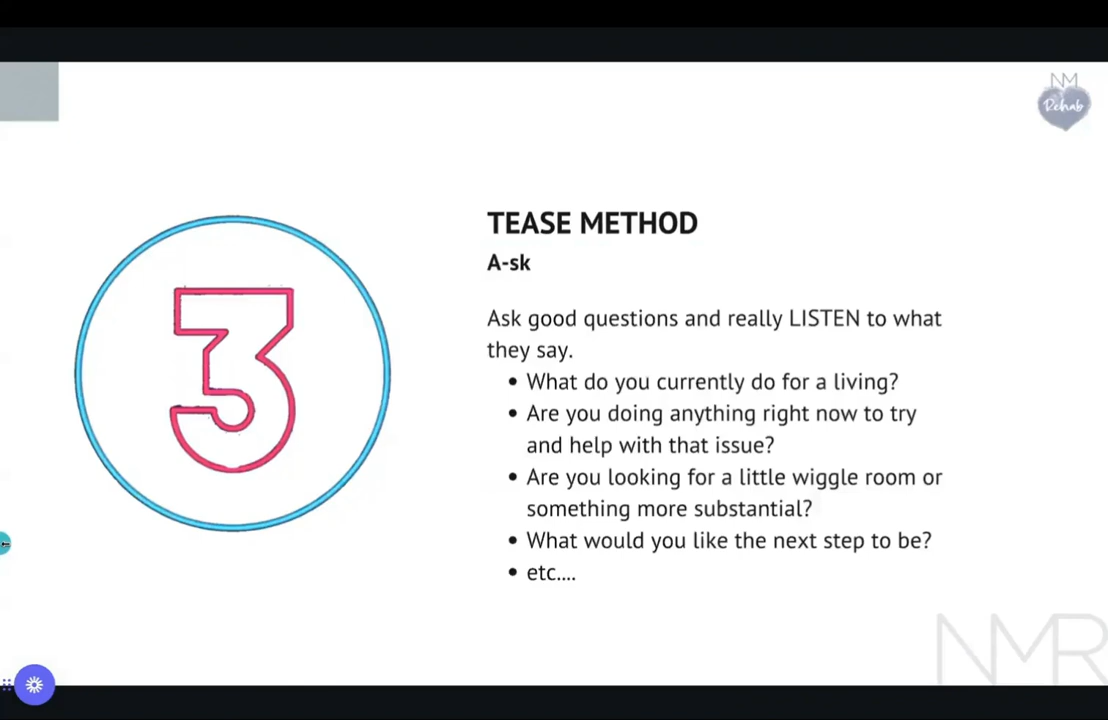 NM
Rehab
TEASE METHOD
A-sk
3
Ask good questions and really LISTEN to what
they say.
• What do you currently do for a living?
• Are you doing anything right now to try
and help with that issue?
• Are you looking for a little wiggle room or
something more substantial?
• What would you like the next step to be?
• etc....
NMR